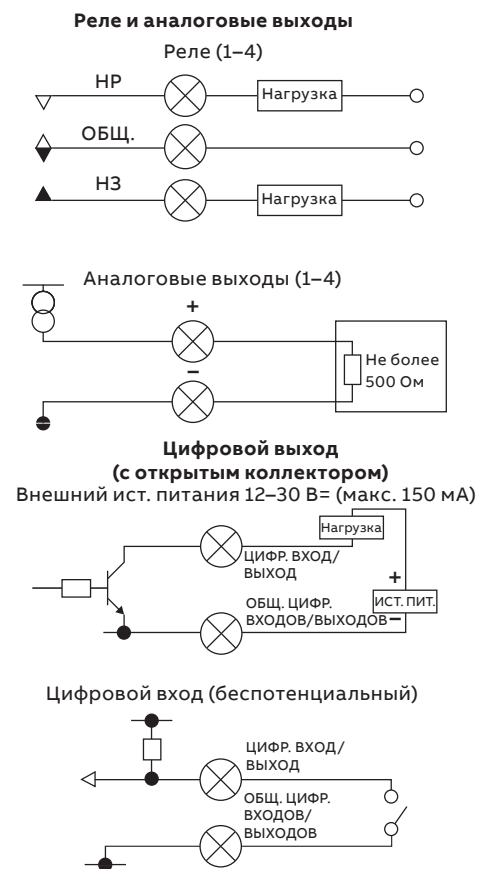 Реле и аналоговые выходы
Реле (1–4)
НР
Нагрузка
ОБЩ.
НЗ
Нагрузка
Аналоговые выходы (1–4)
+
–
Не более
500 Ом
Цифровой выход
(с открытым коллектором)
Внешний ист. питания 12–30 В= (макс. 150 мА)
Нагрузка
ЦИФР. ВХОД/
ВЫХОД
+
ИСТ. ПИТ.
–
ОБЩ. ЦИФР.
ВХОДОВ/ВЫХОДОВ
Цифровой вход (беспотенциальный)
ЦИФР. ВХОД/
ВЫХОД
ОБЩ. ЦИФР.
ВХОДОВ/
ВЫХОДОВ